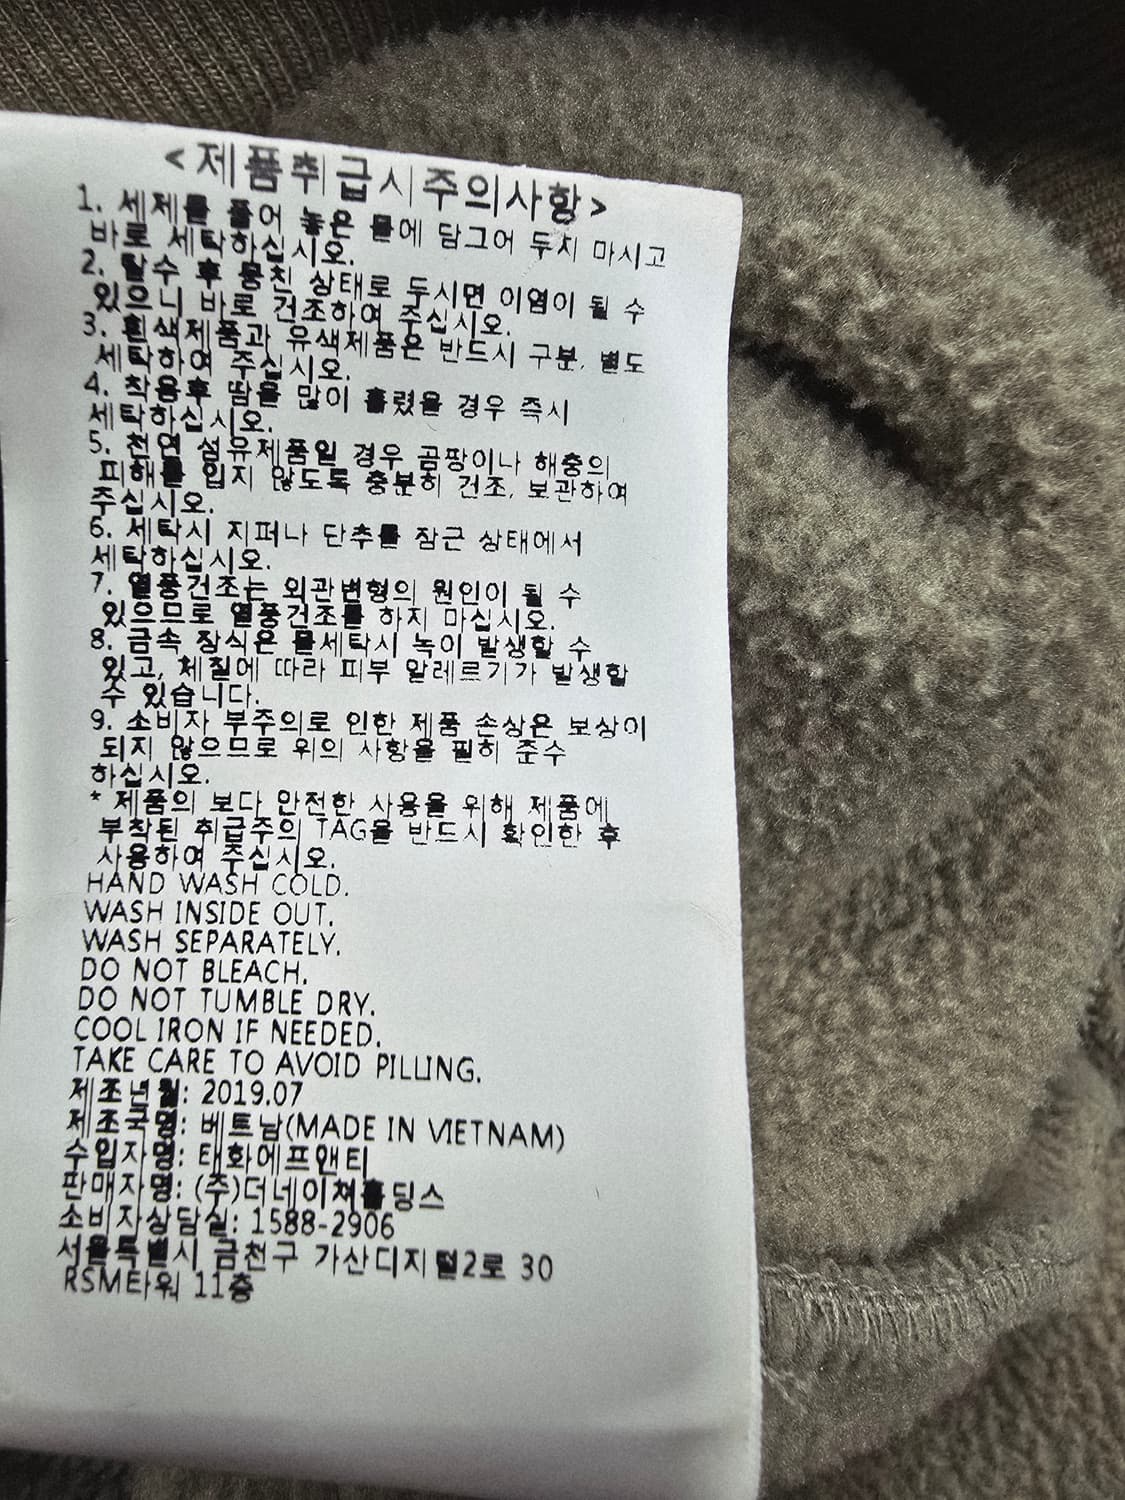 <제품취급시주의사항>
1. 세제를 풀어 놓은 물에 담그어 두지 마시고
바로 세탁하십시오.
2. 탈수 후 뭉친 상태로 두시면 이염이 될 수
있으니 바로 건조하여 주십시오.
3. 흰색제품과 유색제품은 반드시 구분, 별도
세탁하여 주십시오.
4. 착용후 땀을 많이 흘렸을 경우 즉시
세탁하십시오.
5. 천연 섬유제품일 경우 곰팡이나 해충의
피해를 입지 않도록 충분히 건조, 보관하여
주십시오.
6. 세탁시 지퍼나 단추를 잠근 상태에서
세탁하십시오.
7. 열풍건조는 외관변형의 원인이 될 수
있으므로 열풍건조를 하지 마십시오.
8. 금속 장식은 물세탁시 녹이 발생할 수
있고, 체질에 따라 피부 알레르기가 발생할
수 있습니다.
9. 소비자 부주의로 인한 제품 손상은 보상이
되지 않으므로 위의 사항을 필히 준수
하십시오.
* 제품의 보다 안전한 사용을 위해 제품에
부착된 취급주의 TAG을 반드시 확인한 후
사용하여 주십시오.
HAND WASH COLD.
WASH INSIDE OUT.
WASH SEPARATELY.
DO NOT BLEACH.
DO NOT TUMBLE DRY.
COOL IRON IF NEEDED.
TAKE CARE TO AVOID PILLING.
제조년월: 2019.07
제조국명: 베트남(MADE IN VIETNAM)
수입자명: 태화에프앤티
판매자명: (주)더네이쳐홀딩스
소비자상담실: 1588-2906
서울특별시 금천구 가산디지털2로 30
RSM타워 11층